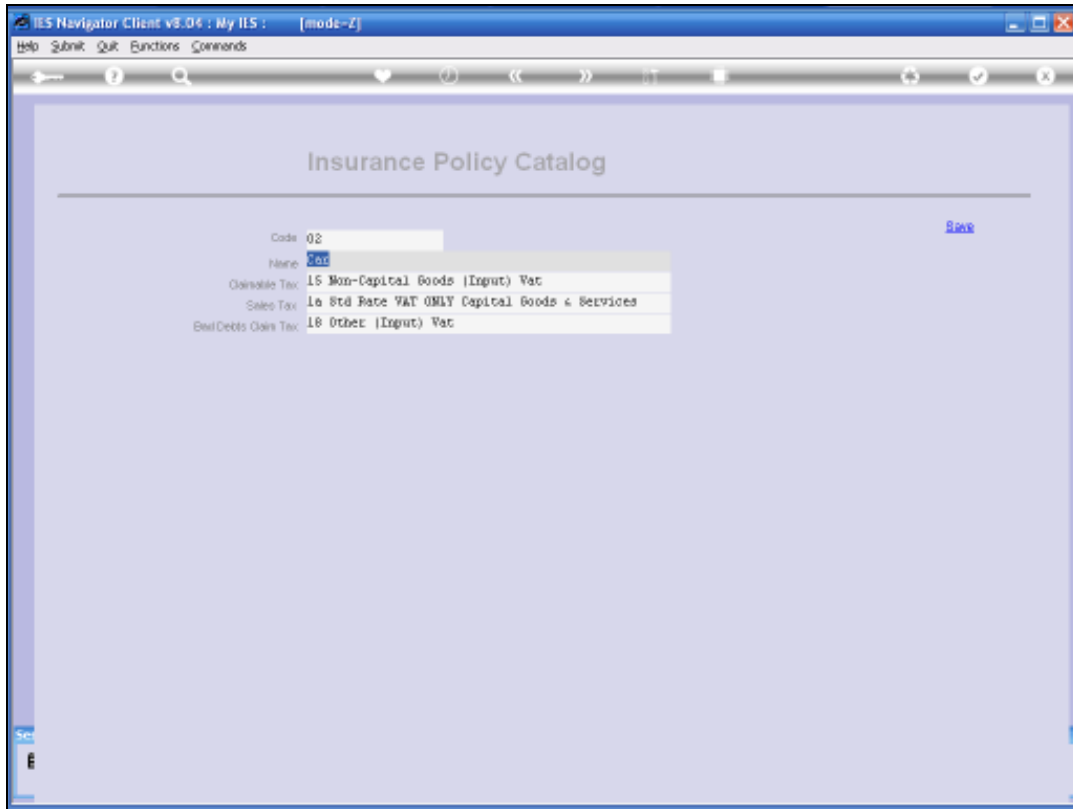 IES Navigator Client v8.04 : My IES : [mode-Z]
Help Submit Quit Functions Commands
Insurance Policy Catalog
Save
Code 02
Name Car
Claimable Tax 15 Non-Capital Goods (Input) Vat
Sales Tax 1a Std Rate VAT ONLY Capital Goods & Services
Bad Debts Claim Tax 18 Other (Input) Vat
Se